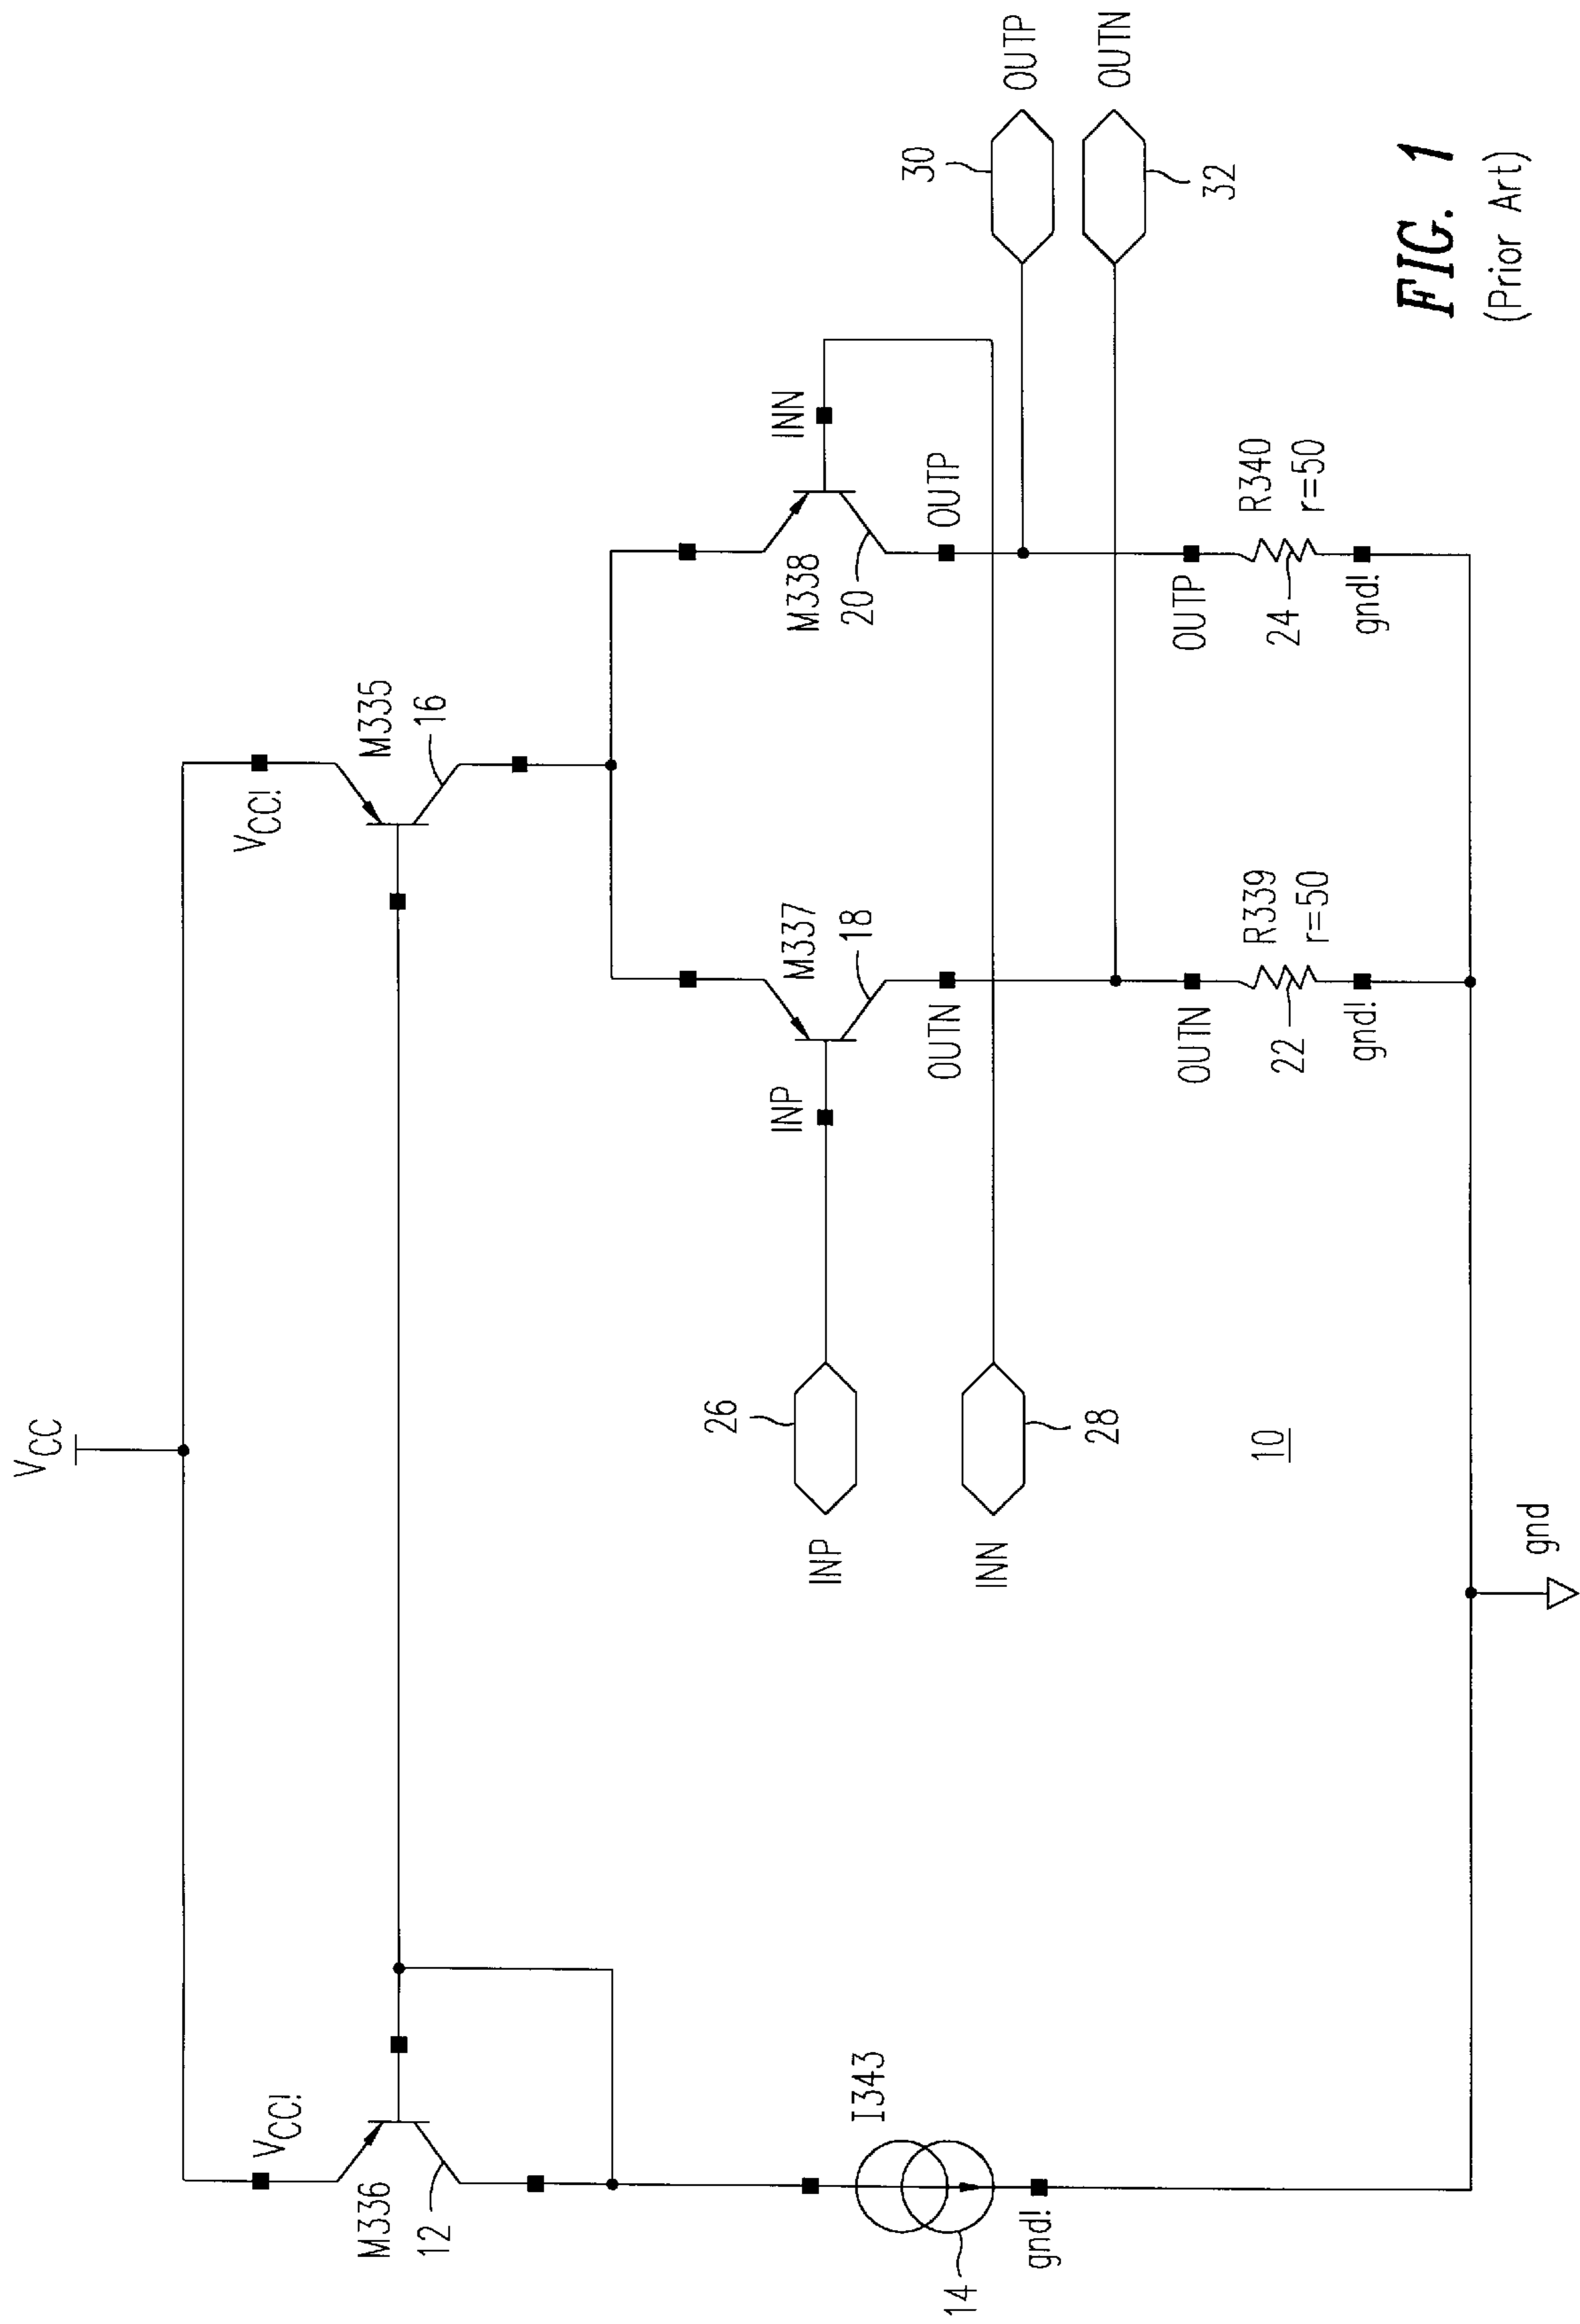 VCC
VCC!
M336
12
VCC!
M335
16
I343
14
gnd!
INP
26
INP
M337
18
OUTN
INN
28
M338
20
INN
OUTP
30
OUTP
32
OUTN
OUTN
22
R339
r=50
gnd!
OUTP
24
R340
r=50
gnd!
10
gnd
FIG. 1
(Prior Art)